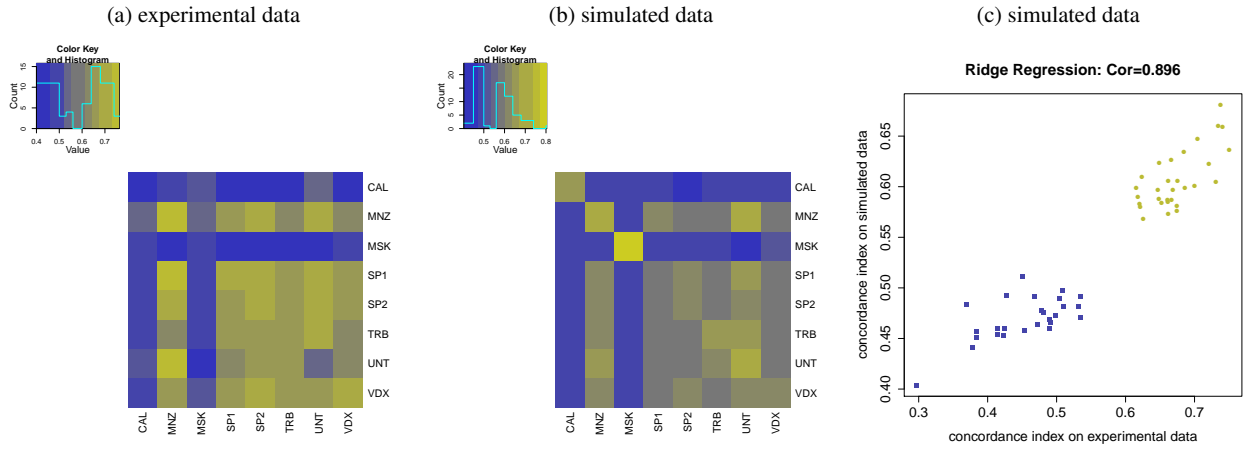 (a) experimental data
Color Key
and Histogram
Count
0 5 10 15
0.4 0.5 0.6 0.7
Value
CAL
MNZ
MSK
SP1
SP2
TRB
UNT
VDX
CAL MNZ MSK SP1 SP2 TRB UNT VDX
(b) simulated data
Color Key
and Histogram
Count
0 10 20
0.5 0.6 0.7 0.8
Value
CAL
MNZ
MSK
SP1
SP2
TRB
UNT
VDX
CAL MNZ MSK SP1 SP2 TRB UNT VDX
(c) simulated data
Ridge Regression: Cor=0.896
concordance index on simulated data
0.40 0.45 0.50 0.55 0.60 0.65
0.3 0.4 0.5 0.6 0.7
concordance index on experimental data